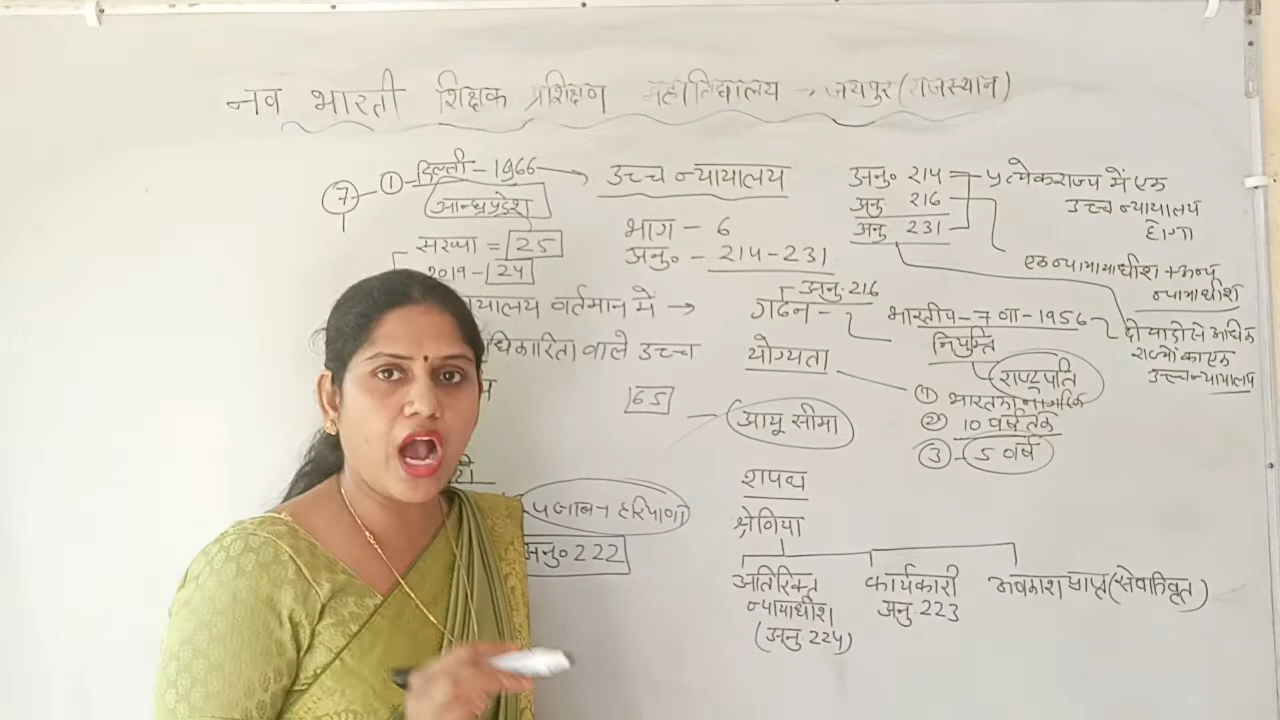 नव भारती शिक्षक प्रशिक्षण महाविधालय → जयपुर (राजस्थान)
7 - 1 - दिल्ली - 1966 →
आन्ध्रप्रदेश
संख्या = 25
2019 - 24
यालय वर्तमान में →
धिकारिता वाले उच्च
65
पंजाब + हरियाणा
अनु० 222
उच्च न्यायालय
भाग - 6
अनु० - 214-231
अनु. 216
गठन -
भारतीय - 7 वा - 1956
नियुक्ति
राष्ट्रपति
योग्यता
1 भारत का नागरिक
2 10 वर्ष तक
3 - 5 वर्ष
आयू सीमा
शपथ
श्रेणिया
अतिरिक्त
न्यायाधीश
(अनु. 224)
कार्यकारी
अनु. 223
अवकाश प्राप्त (सेवानिवृत)
अनु० 214
अनु 216
अनु 231
प्रत्येक राज्य में एक
उच्च न्यायालय
होगा
एक न्यायाधीश + अन्य
न्यायाधीश
दो या दो से अधिक
राज्यो का एक
उच्च न्यायालय